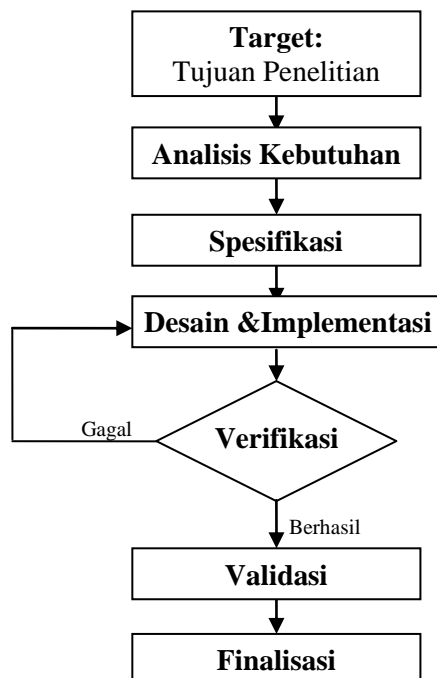 Target:
Tujuan Penelitian
Analisis Kebutuhan
Spesifikasi
Desain &Implementasi
Gagal
Verifikasi
Berhasil
Validasi
Finalisasi